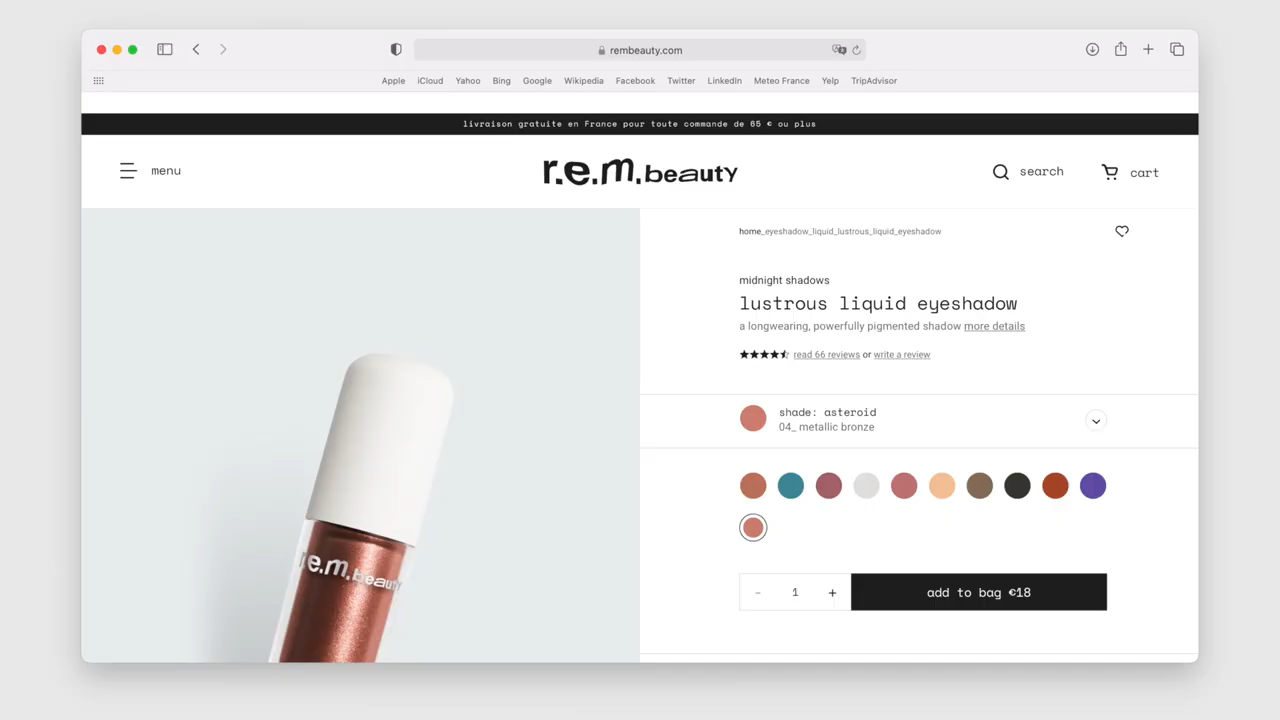 rembeauty.com
Apple iCloud Yahoo Bing Google Wikipedia Facebook Twitter LinkedIn Meteo France Yelp TripAdvisor
livraison gratuite en France pour toute commande de 65 € ou plus
menu
r.e.m.beauty
search
cart
home_eyeshadow_liquid_lustrous_liquid_eyeshadow
midnight shadows
lustrous liquid eyeshadow
a longwearing, powerfully pigmented shadow more details
read 66 reviews or write a review
shade: asteroid
04_ metallic bronze
r.e.m.beauty
- 1 + add to bag €18